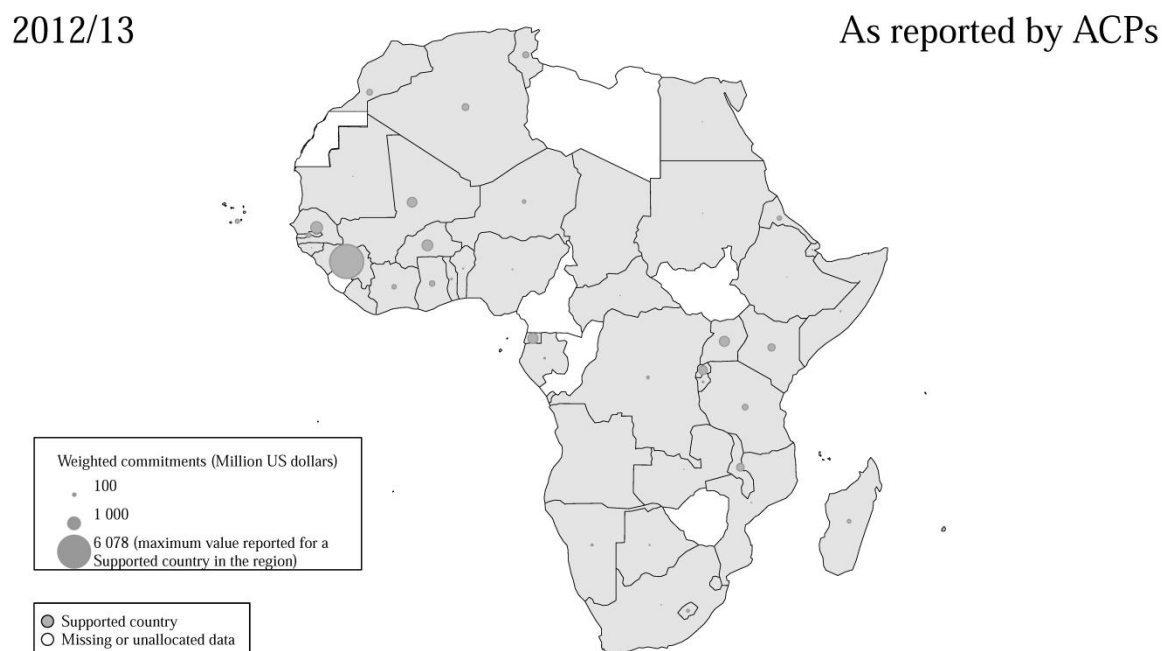 2012/13
As reported by ACPs
Weighted commitments (Million US dollars)
100
1 000
6 078 (maximum value reported for a
Supported country in the region)
Supported country
Missing or unallocated data